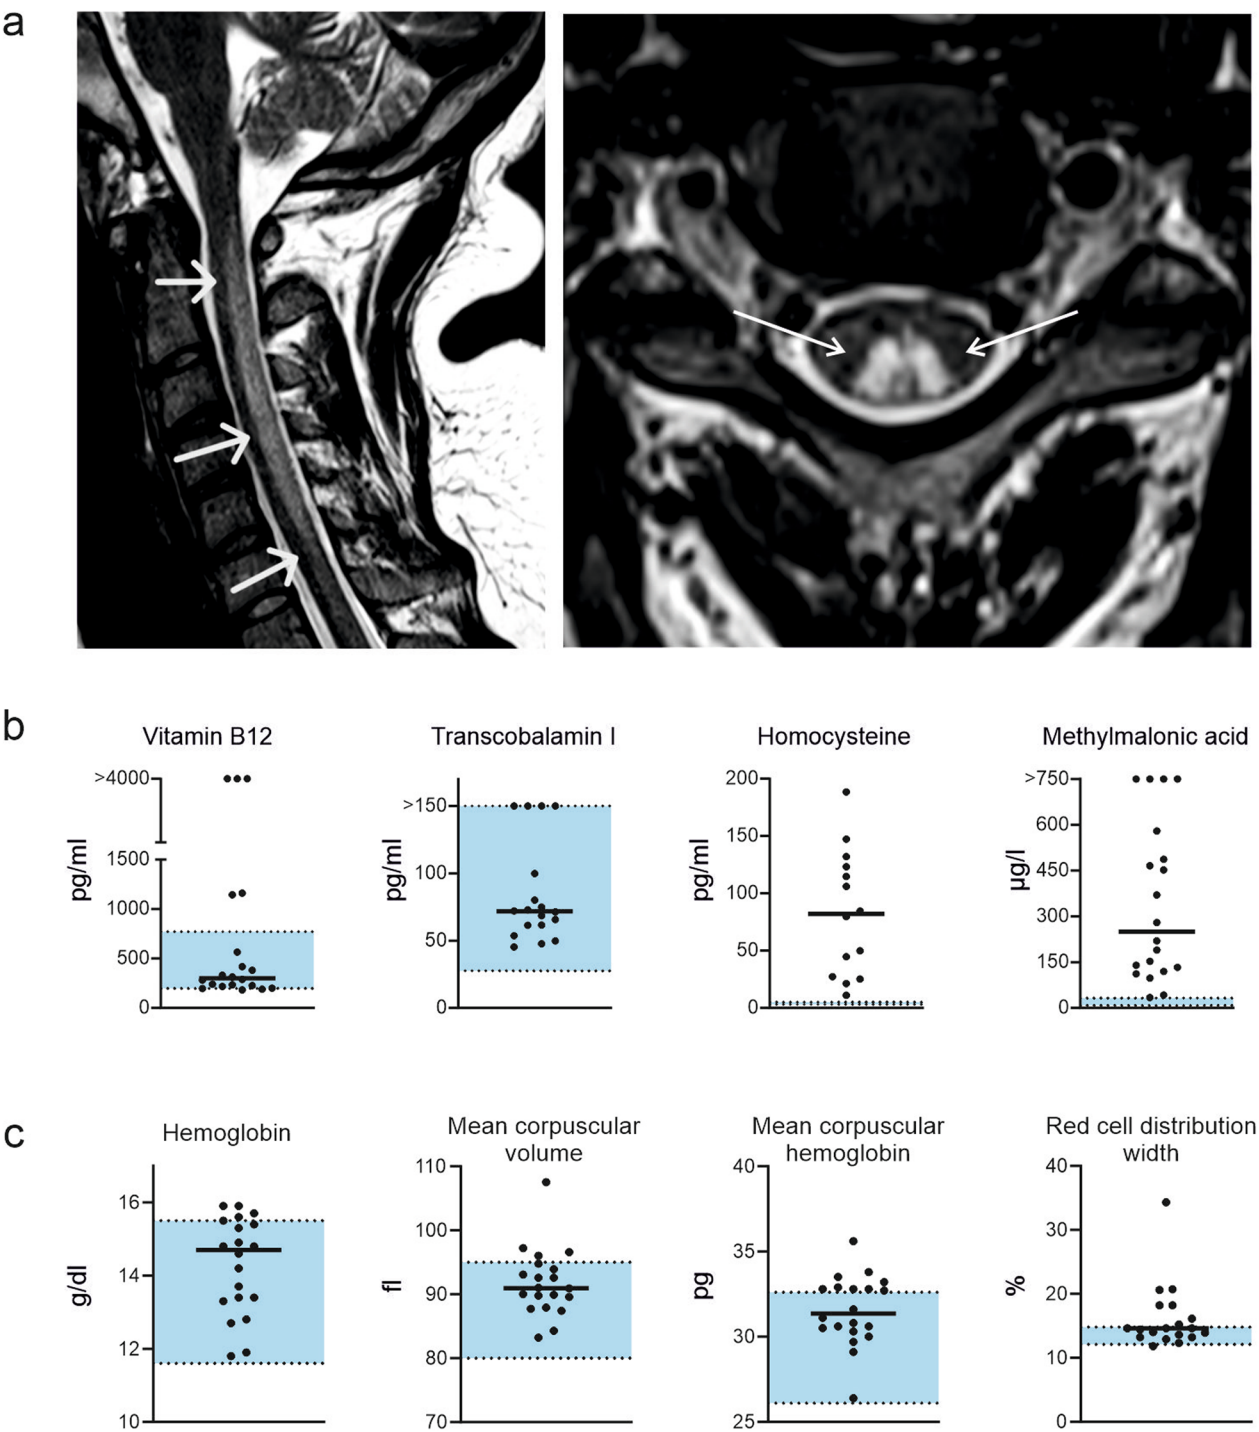 a
b
Vitamin B12
pg/ml
>4000
1500
1000
500
0
Transcobalamin I
pg/ml
>150
100
50
0
Homocysteine
pg/ml
200
150
100
50
0
Methylmalonic acid
µg/l
>750
600
450
300
150
0
c
Hemoglobin
g/dl
16
14
12
10
Mean corpuscular
volume
fl
110
100
90
80
70
Mean corpuscular
hemoglobin
pg
40
35
30
25
Red cell distribution
width
%
40
30
20
10
0